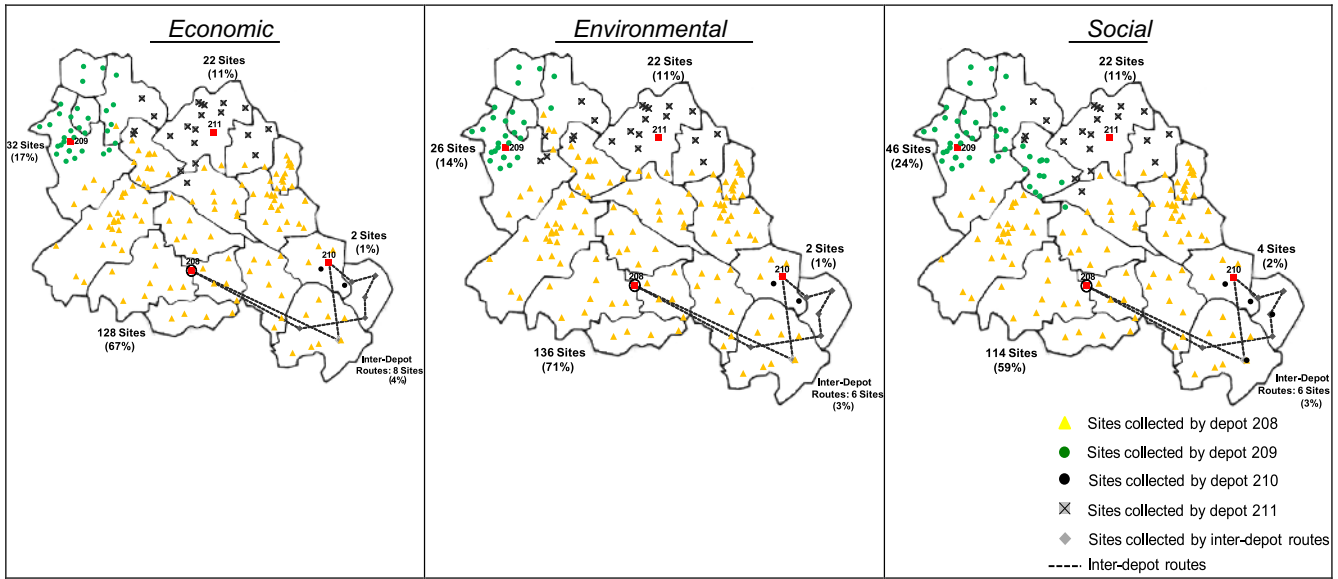 Economic
22 Sites
(11%)
211
209
32 Sites
(17%)
2 Sites
(1%)
210
208
128 Sites
(67%)
Inter-Depot
Routes: 8 Sites
(4%)
Environmental
22 Sites
(11%)
211
209
26 Sites
(14%)
2 Sites
(1%)
210
208
136 Sites
(71%)
Inter-Depot
Routes: 6 Sites
(3%)
Social
22 Sites
(11%)
211
209
46 Sites
(24%)
4 Sites
(2%)
210
208
114 Sites
(59%)
Inter-Depot
Routes: 6 Sites
(3%)
Sites collected by depot 208
Sites collected by depot 209
Sites collected by depot 210
Sites collected by depot 211
Sites collected by inter-depot routes
Inter-depot routes